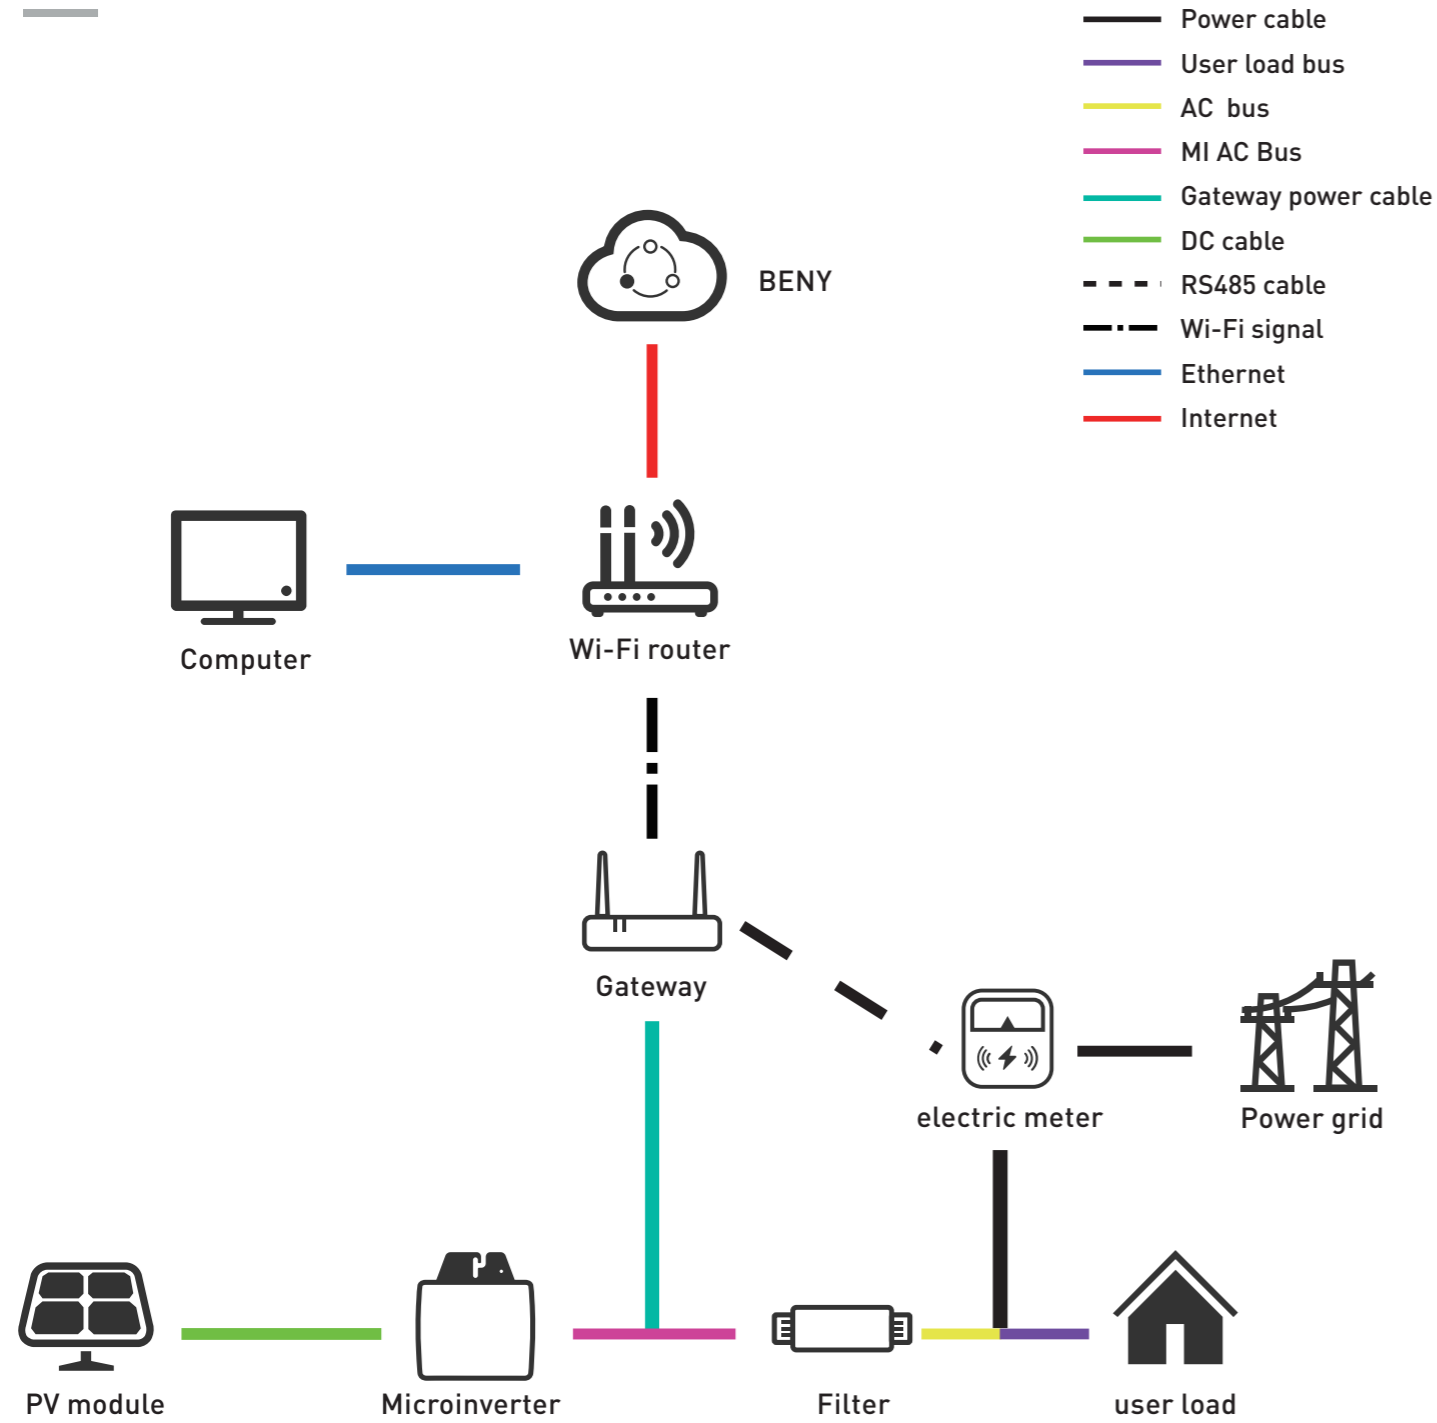 Power cable
User load bus
AC bus
MI AC Bus
Gateway power cable
DC cable
RS485 cable
Wi-Fi signal
Ethernet
Internet
BENY
Computer
Wi-Fi router
Gateway
electric meter
Power grid
PV module
Microinverter
Filter
user load